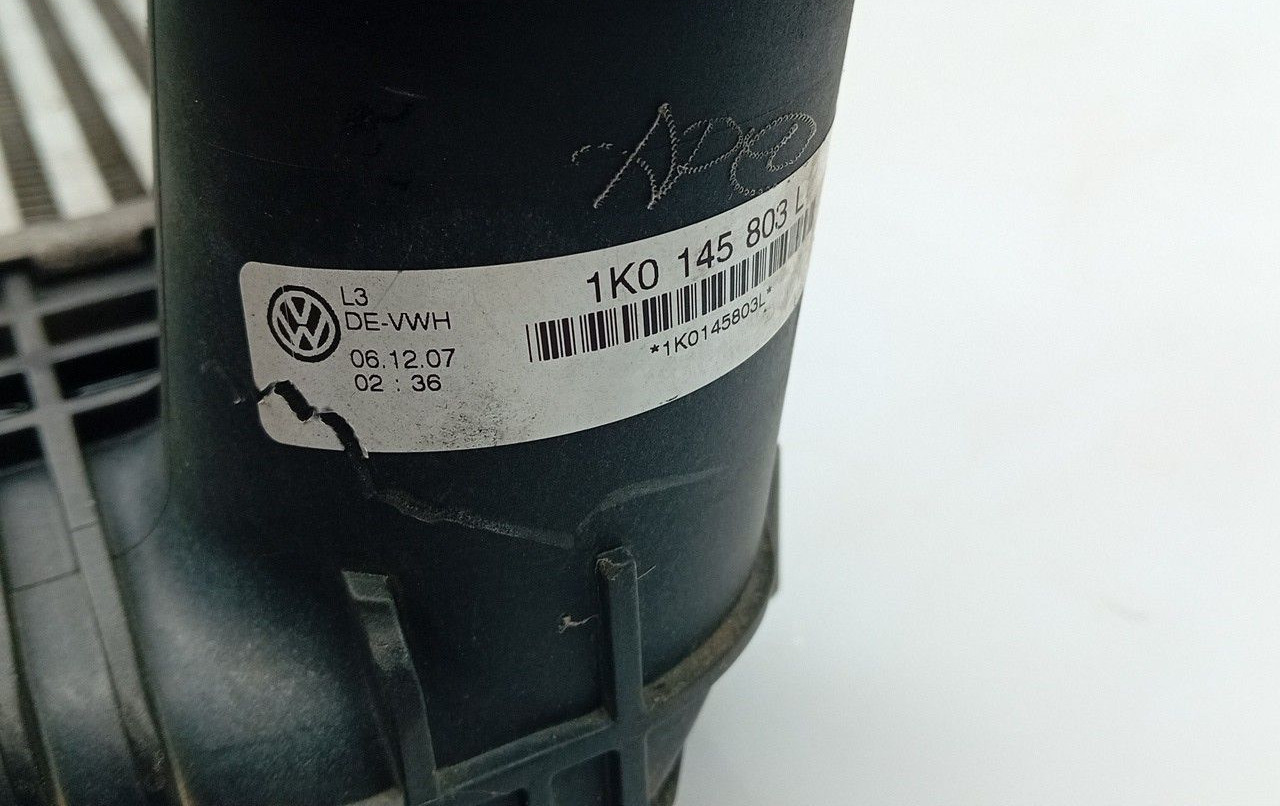 1K0 145 803 L
L3
DE-VWH
*1K0145803L*
06.12.07
02 : 36